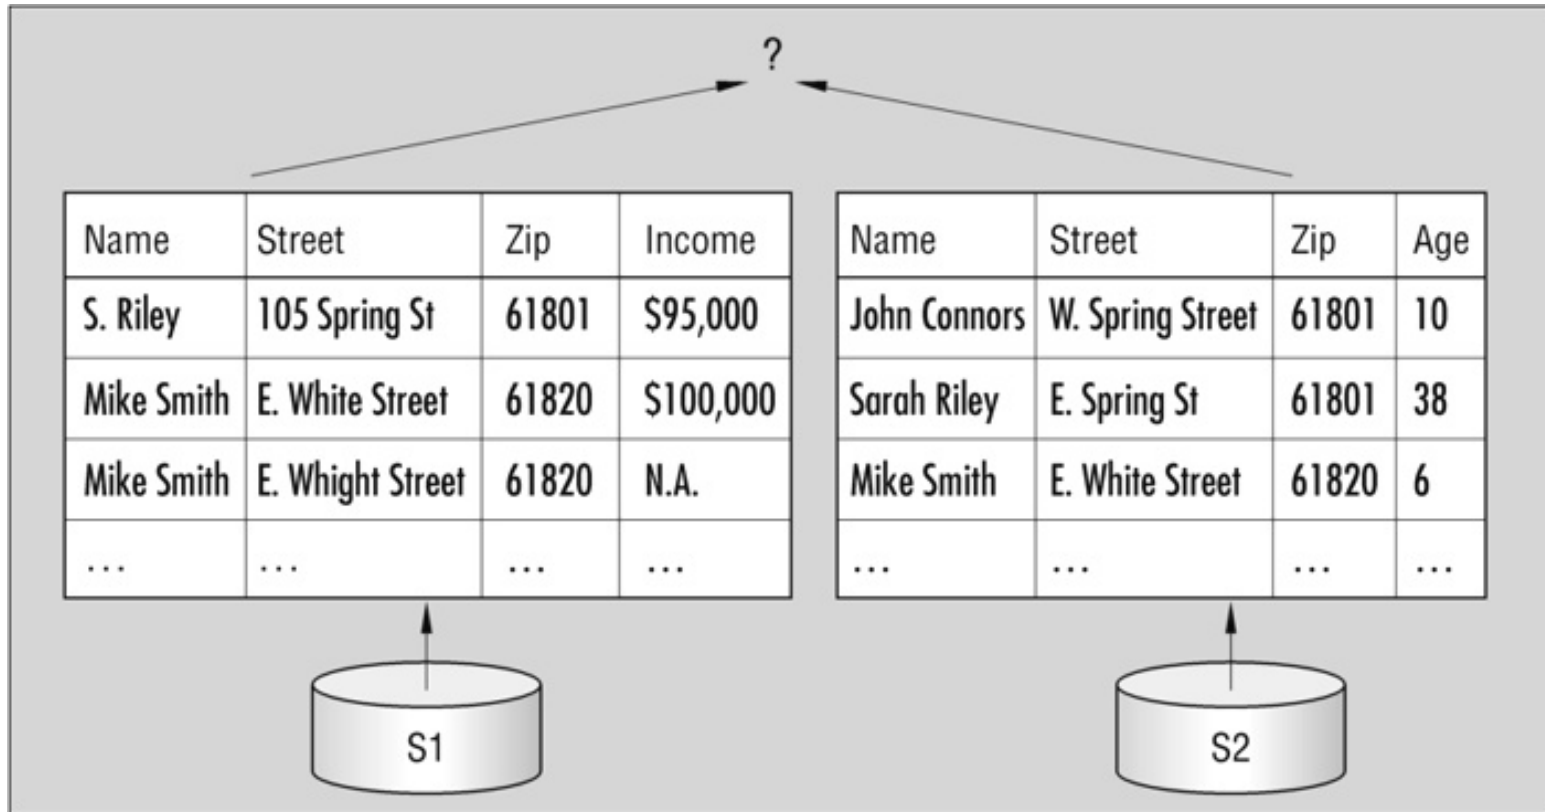 ?
Name Street Zip Income
S. Riley 105 Spring St 61801 $95,000
Mike Smith E. White Street 61820 $100,000
Mike Smith E. Whight Street 61820 N.A.
... ... ... ...
Name Street Zip Age
John Connors W. Spring Street 61801 10
Sarah Riley E. Spring St 61801 38
Mike Smith E. White Street 61820 6
... ... ... ...
S1
S2